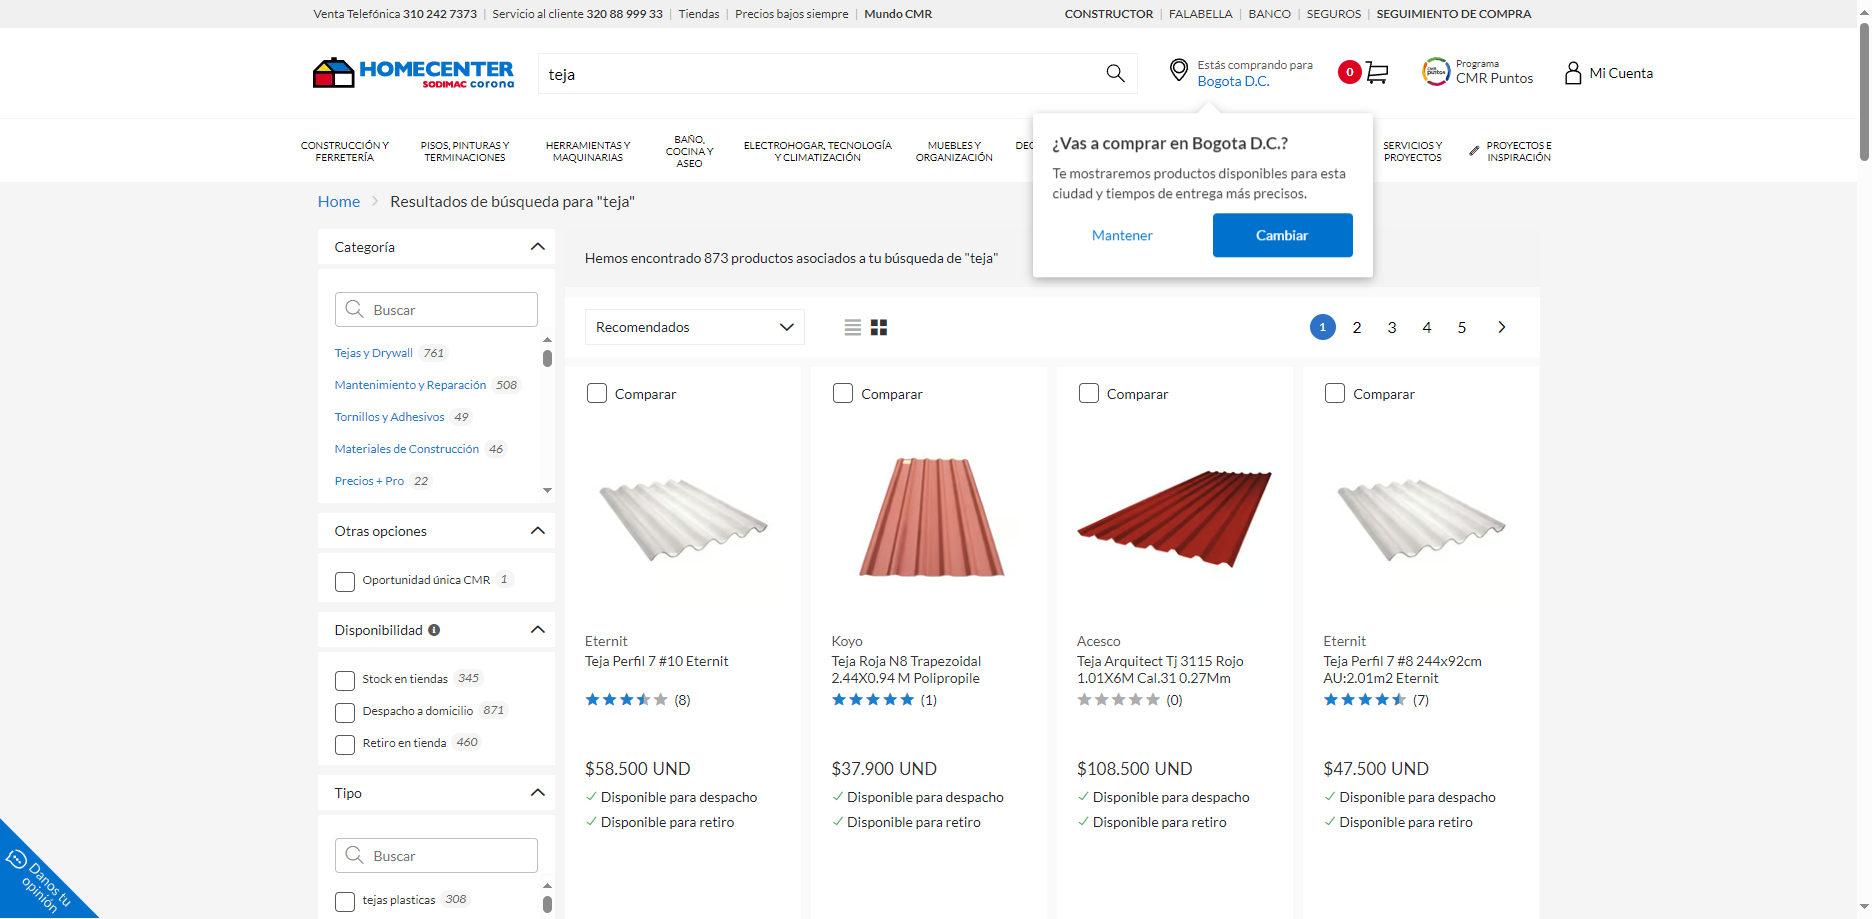 Venta Telefónica 310 242 7373 | Servicio al cliente 320 88 999 33 | Tiendas | Precios bajos siempre | Mundo CMR
CONSTRUCTOR | FALABELLA | BANCO | SEGUROS | SEGUIMIENTO DE COMPRA
HOMECENTER
SODIMAC corona
teja
Estás comprando para
Bogota D.C.
0
CMR puntos
Programa
CMR Puntos
Mi Cuenta
CONSTRUCCIÓN Y
FERRETERÍA
PISOS, PINTURAS Y
TERMINACIONES
HERRAMIENTAS Y
MAQUINARIAS
BAÑO,
COCINA Y
ASEO
ELECTROHOGAR, TECNOLOGÍA
Y CLIMATIZACIÓN
MUEBLES Y
ORGANIZACIÓN
DEC
SERVICIOS Y
PROYECTOS
PROYECTOS E
INSPIRACIÓN
¿Vas a comprar en Bogota D.C.?
Te mostraremos productos disponibles para esta
ciudad y tiempos de entrega más precisos.
Mantener
Cambiar
Home > Resultados de búsqueda para "teja"
Categoría
Buscar
Tejas y Drywall 761
Mantenimiento y Reparación 508
Tornillos y Adhesivos 49
Materiales de Construcción 46
Precios + Pro 22
Otras opciones
Oportunidad única CMR 1
Disponibilidad
Stock en tiendas 345
Despacho a domicilio 871
Retiro en tienda 460
Tipo
Buscar
tejas plasticas 308
Hemos encontrado 873 productos asociados a tu búsqueda de "teja"
Recomendados
1 2 3 4 5
Comparar
Eternit
Teja Perfil 7 #10 Eternit
(8)
$58.500 UND
Disponible para despacho
Disponible para retiro
Comparar
Koyo
Teja Roja N8 Trapezoidal
2.44X0.94 M Polipropile
(1)
$37.900 UND
Disponible para despacho
Disponible para retiro
Comparar
Acesco
Teja Arquitect Tj 3115 Rojo
1.01X6M Cal.31 0.27Mm
(0)
$108.500 UND
Disponible para despacho
Disponible para retiro
Comparar
Eternit
Teja Perfil 7 #8 244x92cm
AU:2.01m2 Eternit
(7)
$47.500 UND
Disponible para despacho
Disponible para retiro
Danos tu
opinión